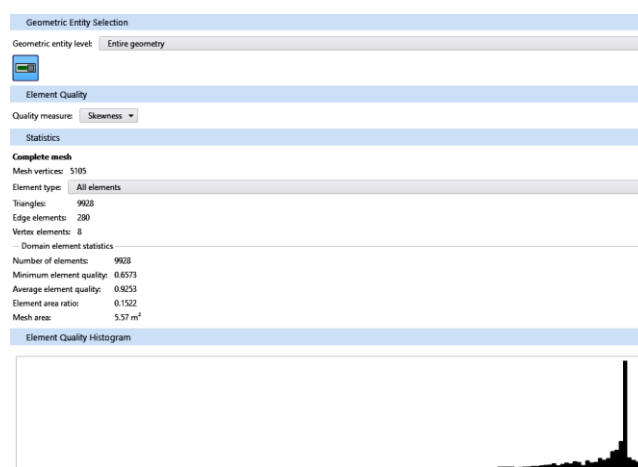 Geometric Entity Selection
Geometric entity level: Entire geometry
Element Quality
Quality measure: Skewness
Statistics
Complete mesh
Mesh vertices: 5105
Element type: All elements
Triangles: 9928
Edge elements: 280
Vertex elements: 8
Domain element statistics
Number of elements: 9928
Minimum element quality: 0.6573
Average element quality: 0.9253
Element area ratio: 0.1522
Mesh area: 5.57 m²
Element Quality Histogram